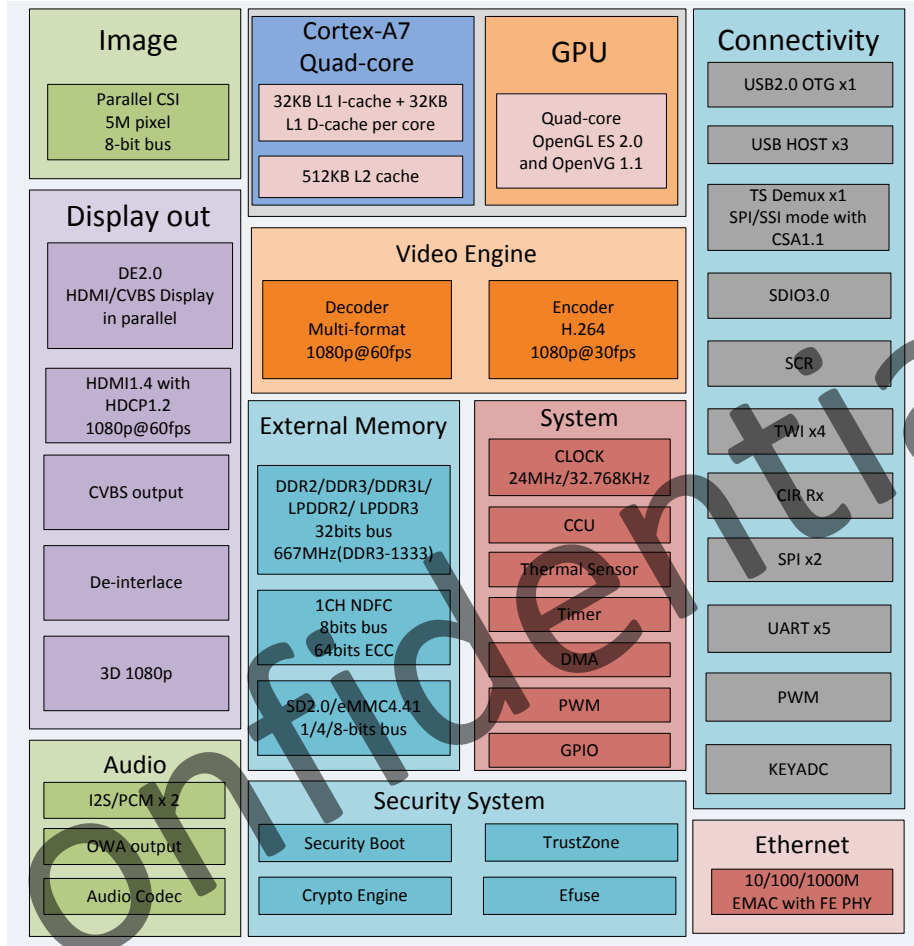 Image
Parallel CSI
5M pixel
8-bit bus
Cortex-A7
Quad-core
32KB L1 I-cache + 32KB
L1 D-cache per core
512KB L2 cache
GPU
Quad-core
OpenGL ES 2.0
and OpenVG 1.1
Connectivity
USB2.0 OTG x1
USB HOST x3
TS Demux x1
SPI/SSI mode with
CSA1.1
SDIO3.0
SCR
TWI x4
CIR Rx
SPI x2
UART x5
PWM
KEYADC
Display out
DE2.0
HDMI/CVBS Display
in parallel
HDMI1.4 with
HDCP1.2
1080p@60fps
CVBS output
De-interlace
3D 1080p
Video Engine
Decoder
Multi-format
1080p@60fps
Encoder
H.264
1080p@30fps
External Memory
DDR2/DDR3/DDR3L/
LPDDR2/ LPDDR3
32bits bus
667MHz(DDR3-1333)
1CH NDFC
8bits bus
64bits ECC
SD2.0/eMMC4.41
1/4/8-bits bus
System
CLOCK
24MHz/32.768KHz
CCU
Thermal Sensor
Timer
DMA
PWM
GPIO
Audio
I2S/PCM x 2
OWA output
Audio Codec
Security System
Security Boot
TrustZone
Crypto Engine
Efuse
Ethernet
10/100/1000M
EMAC with FE PHY
onfidentia